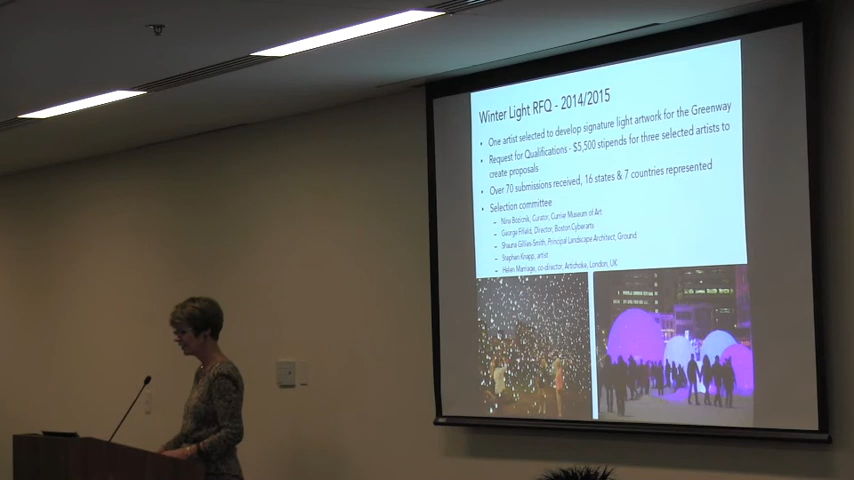 Winter Light RFQ - 2014/2015
• One artist selected to develop signature light artwork for the Greenway
• Request for Qualifications - $5,500 stipends for three selected artists to
create proposals
• Over 70 submissions received, 16 states & 7 countries represented
• Selection committee
– Nina Bozicnik, Curator, Currier Museum of Art
– George Fifield, Director, Boston Cyberarts
– Shauna Gillies-Smith, Principal Landscape Architect, Ground
– Stephen Knapp, artist
– Helen Marriage, co-director, Artichoke, London, UK